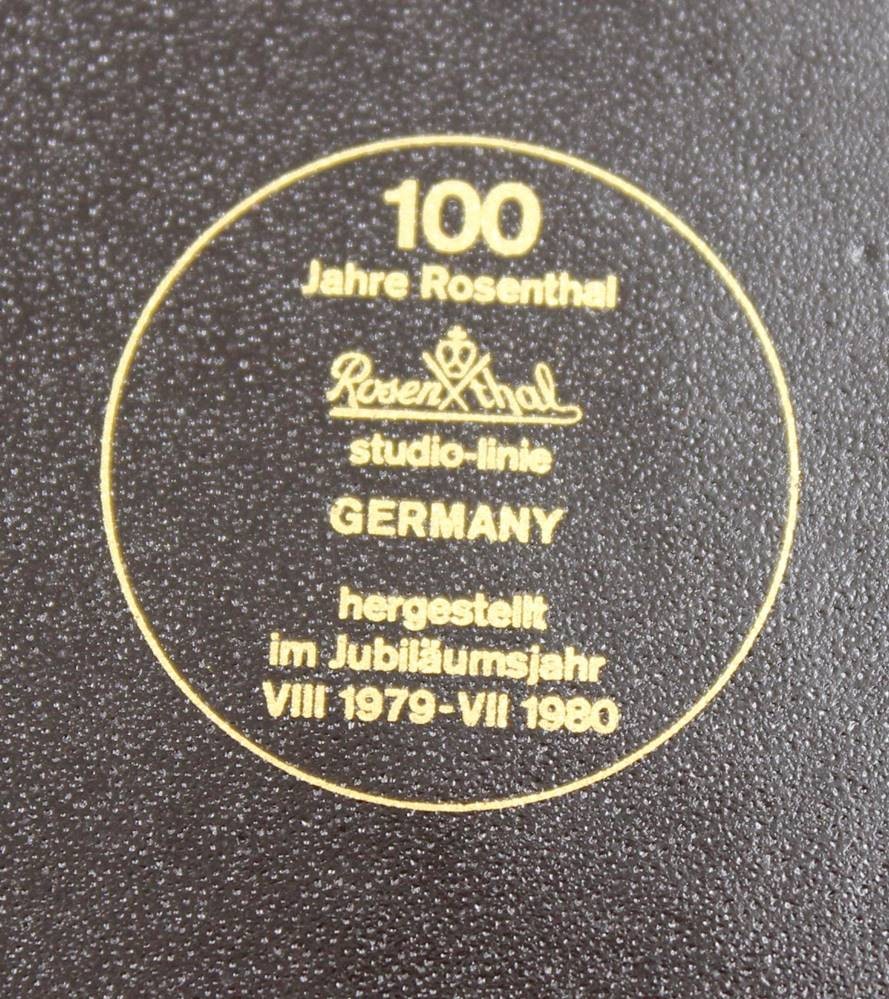 100
Jahre Rosenthal
Rosenthal
studio-linie
GERMANY
hergestellt
im Jubiläumsjahr
VIII 1979-VII 1980